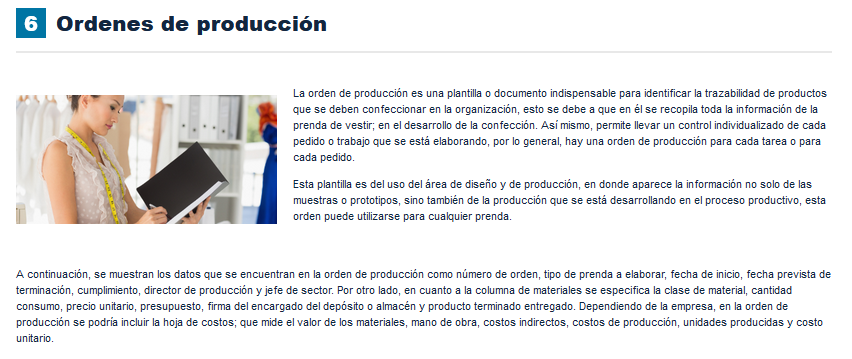 6 Ordenes de producción
La orden de producción es una plantilla o documento indispensable para identificar la trazabilidad de productos
que se deben confeccionar en la organización, esto se debe a que en él se recopila toda la información de la
prenda de vestir; en el desarrollo de la confección. Así mismo, permite llevar un control individualizado de cada
pedido o trabajo que se está elaborando, por lo general, hay una orden de producción para cada tarea o para
cada pedido.
Esta plantilla es del uso del área de diseño y de producción, en donde aparece la información no solo de las
muestras o prototipos, sino también de la producción que se está desarrollando en el proceso productivo, esta
orden puede utilizarse para cualquier prenda.
A continuación, se muestran los datos que se encuentran en la orden de producción como número de orden, tipo de prenda a elaborar, fecha de inicio, fecha prevista de
terminación, cumplimiento, director de producción y jefe de sector. Por otro lado, en cuanto a la columna de materiales se especifica la clase de material, cantidad
consumo, precio unitario, presupuesto, firma del encargado del depósito o almacén y producto terminado entregado. Dependiendo de la empresa, en la orden de
producción se podría incluir la hoja de costos; que mide el valor de los materiales, mano de obra, costos indirectos, costos de producción, unidades producidas y costo
unitario.